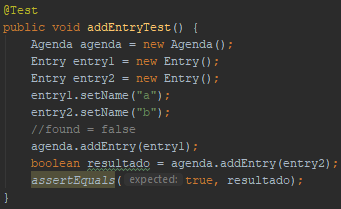 @Test
public void addEntryTest() {
Agenda agenda = new Agenda();
Entry entry1 = new Entry();
Entry entry2 = new Entry();
entry1.setName("a");
entry2.setName("b");
//found = false
agenda.addEntry(entry1);
boolean resultado = agenda.addEntry(entry2);
assertEquals( expected: true, resultado);
}